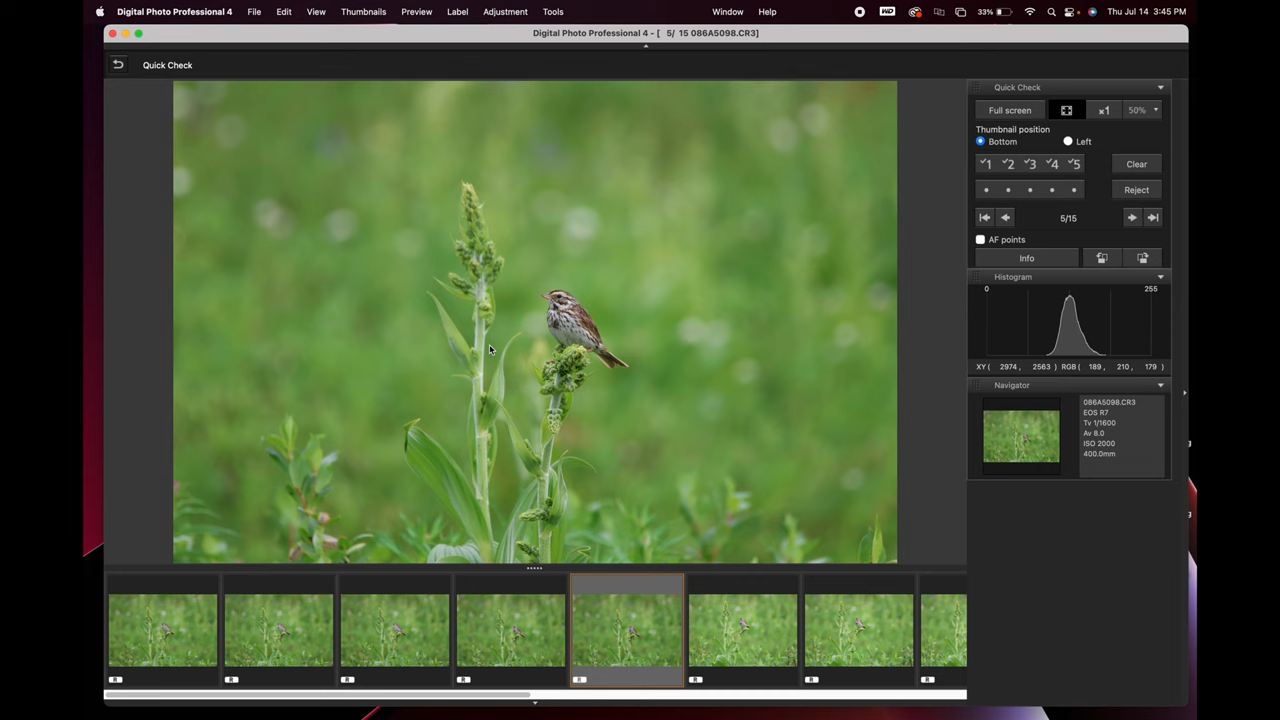 Digital Photo Professional 4 File Edit View Thumbnails Preview Label Adjustment Tools Window Help WD 33% Thu Jul 14 3:45 PM
Digital Photo Professional 4 - [ 5/ 15 086A5098.CR3]
Quick Check
Quick Check
Full screen x1 50%
Thumbnail position
Bottom Left
1 2 3 4 5 Clear
Reject
5/15
AF points
Info
Histogram
0 255
XY( 2974, 2563 ) RGB( 189, 210, 179 )
Navigator
086A5098.CR3
EOS R7
Tv 1/1600
Av 8.0
ISO 2000
400.0mm
R R R R R R R R